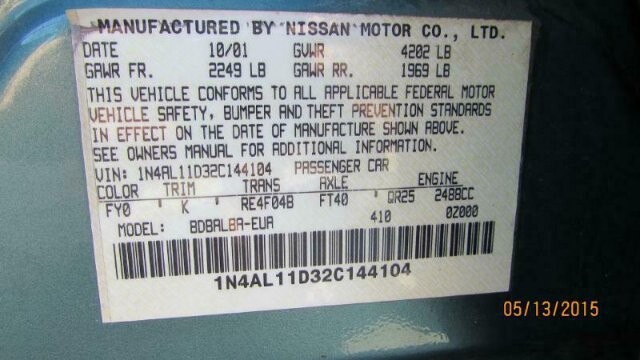 MANUFACTURED BY NISSAN MOTOR CO., LTD.
DATE 10/01 GVWR 4202 LB
GAWR FR. 2249 LB GAWR RR. 1969 LB
THIS VEHICLE CONFORMS TO ALL APPLICABLE FEDERAL MOTOR
VEHICLE SAFETY, BUMPER AND THEFT PREVENTION STANDARDS
IN EFFECT ON THE DATE OF MANUFACTURE SHOWN ABOVE.
SEE OWNERS MANUAL FOR ADDITIONAL INFORMATION.
VIN: 1N4AL11D32C144104 PASSENGER CAR
COLOR TRIM TRANS AXLE ENGINE
FY0 K RE4F04B FT40 QR25 2488CC
MODEL: BDBALBA-EUA 410 0Z000
1N4AL11D32C144104
05/13/2015